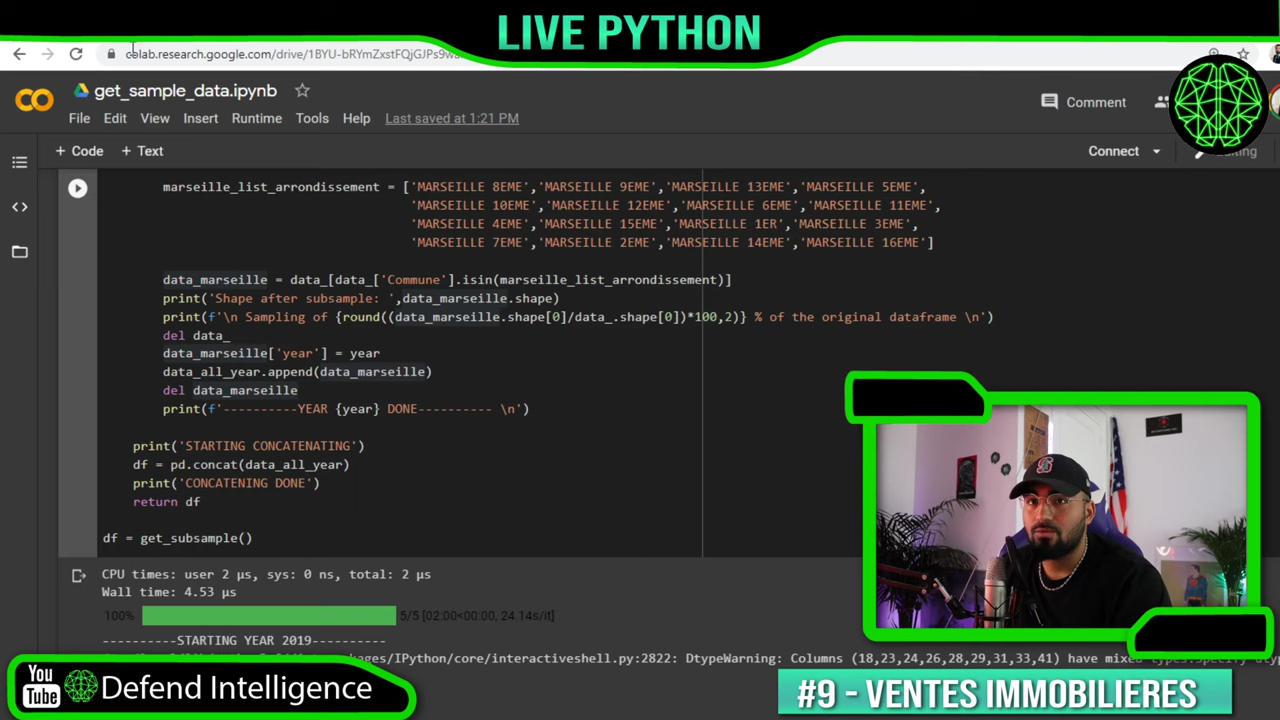 LIVE PYTHON
colab.research.google.com/drive/1BYU-bRYmZxstFQjGJPs9w
get_sample_data.ipynb
Comment
File Edit View Insert Runtime Tools Help Last saved at 1:21 PM
+ Code + Text
Connect
Editing
marseille_list_arrondissement = ['MARSEILLE 8EME','MARSEILLE 9EME','MARSEILLE 13EME','MARSEILLE 5EME',
'MARSEILLE 10EME','MARSEILLE 12EME','MARSEILLE 6EME','MARSEILLE 11EME',
'MARSEILLE 4EME','MARSEILLE 15EME','MARSEILLE 1ER','MARSEILLE 3EME',
'MARSEILLE 7EME','MARSEILLE 2EME','MARSEILLE 14EME','MARSEILLE 16EME']
data_marseille = data_[data_['Commune'].isin(marseille_list_arrondissement)]
print('Shape after subsample: ',data_marseille.shape)
print(f'\n Sampling of {round((data_marseille.shape[0]/data_.shape[0])*100,2)} % of the original dataframe \n')
del data_
data_marseille['year'] = year
data_all_year.append(data_marseille)
del data_marseille
print(f'----------YEAR {year} DONE---------- \n')
print('STARTING CONCATENATING')
df = pd.concat(data_all_year)
print('CONCATENING DONE')
return df
df = get_subsample()
CPU times: user 2 µs, sys: 0 ns, total: 2 µs
Wall time: 4.53 µs
100% 5/5 [02:00<00:00, 24.14s/it]
----------STARTING YEAR 2019----------
packages/IPython/core/interactiveshell.py:2822: DtypeWarning: Columns (18,23,24,26,28,29,31,33,41) have mixed types.Specify dtyp
You Tube Defend Intelligence
#9 - VENTES IMMOBILIERES